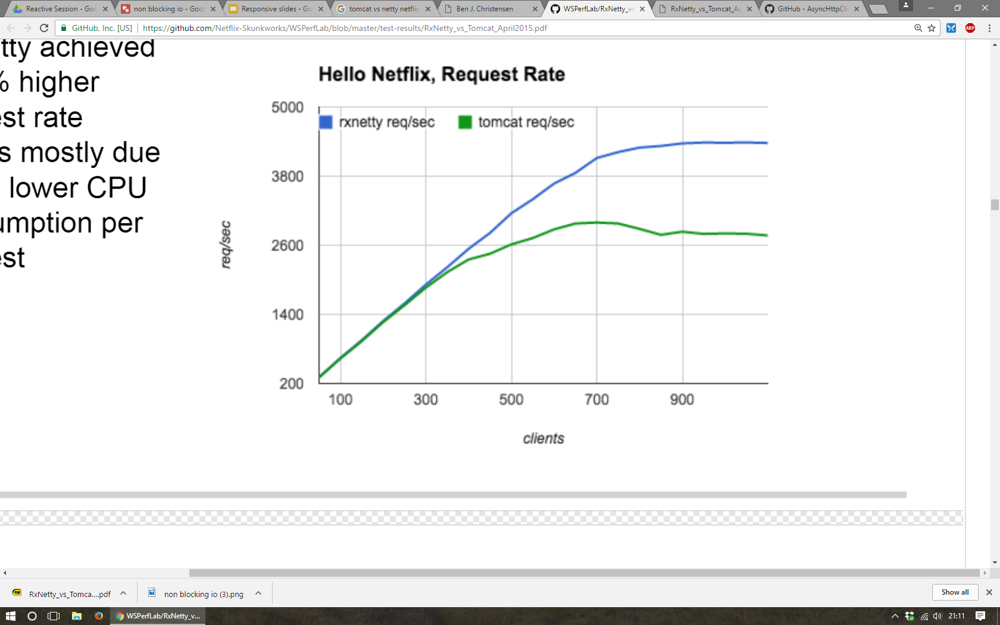 Reactive Session - Goo
non blocking io - Goo
Responsive slides - Go
tomcat vs netty netflix
Ben J. Christensen
WSPerfLab/RxNetty_vs
RxNetty_vs_Tomcat_Ap
GitHub - AsyncHttpCli
GitHub, Inc. [US]
https://github.com/Netflix-Skunkworks/WSPerfLab/blob/master/test-results/RxNetty_vs_Tomcat_April2015.pdf
ABP
tty achieved
% higher
est rate
s mostly due
lower CPU
umption per
est
Hello Netflix, Request Rate
rxnetty req/sec
tomcat req/sec
5000
3800
2600
1400
200
req/sec
100 300 500 700 900
clients
PDF
RxNetty_vs_Tomca....pdf
non blocking io (3).png
Show all
WSPerfLab/RxNetty_v...
21:11